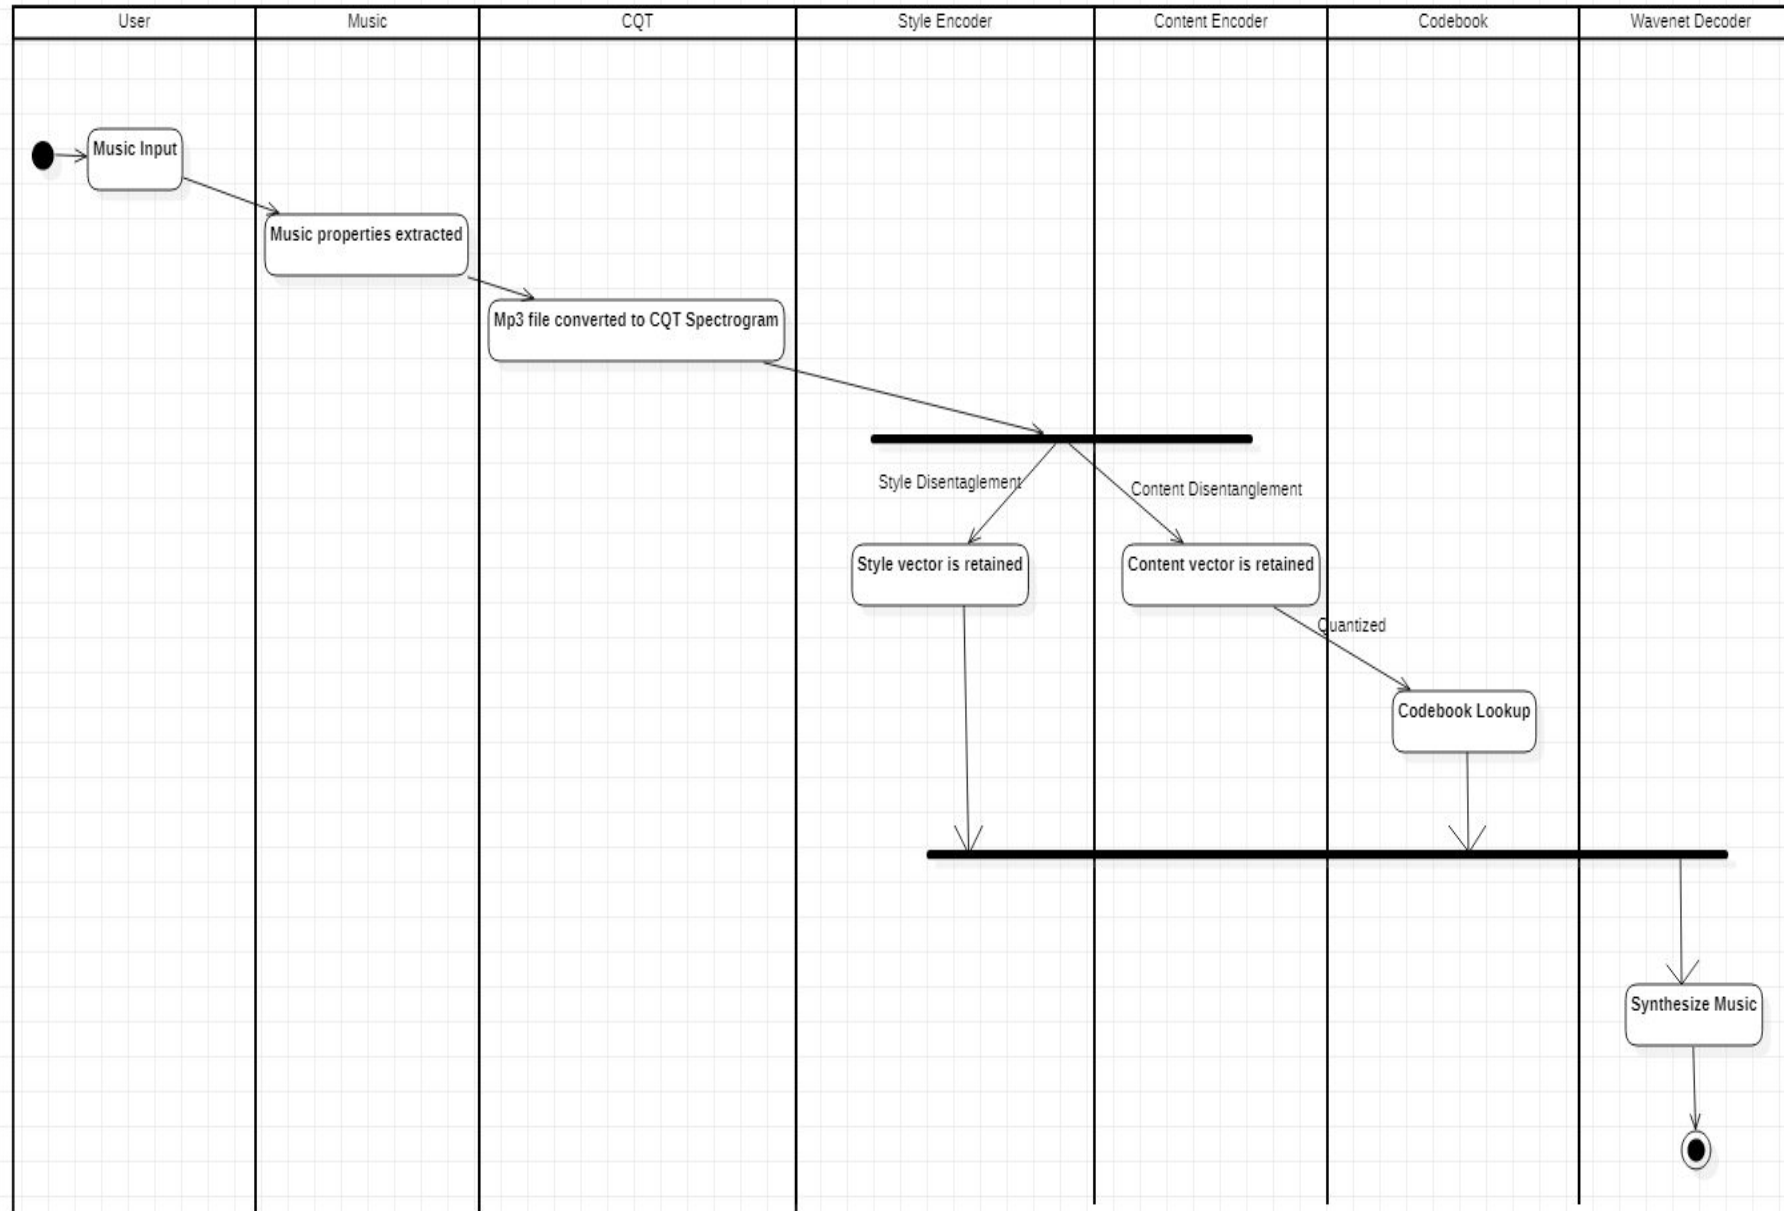 User
Music
CQT
Style Encoder
Content Encoder
Codebook
Wavenet Decoder
Music Input
Music properties extracted
Mp3 file converted to CQT Spectrogram
Style Disentaglement
Content Disentanglement
Style vector is retained
Content vector is retained
Quantized
Codebook Lookup
Synthesize Music